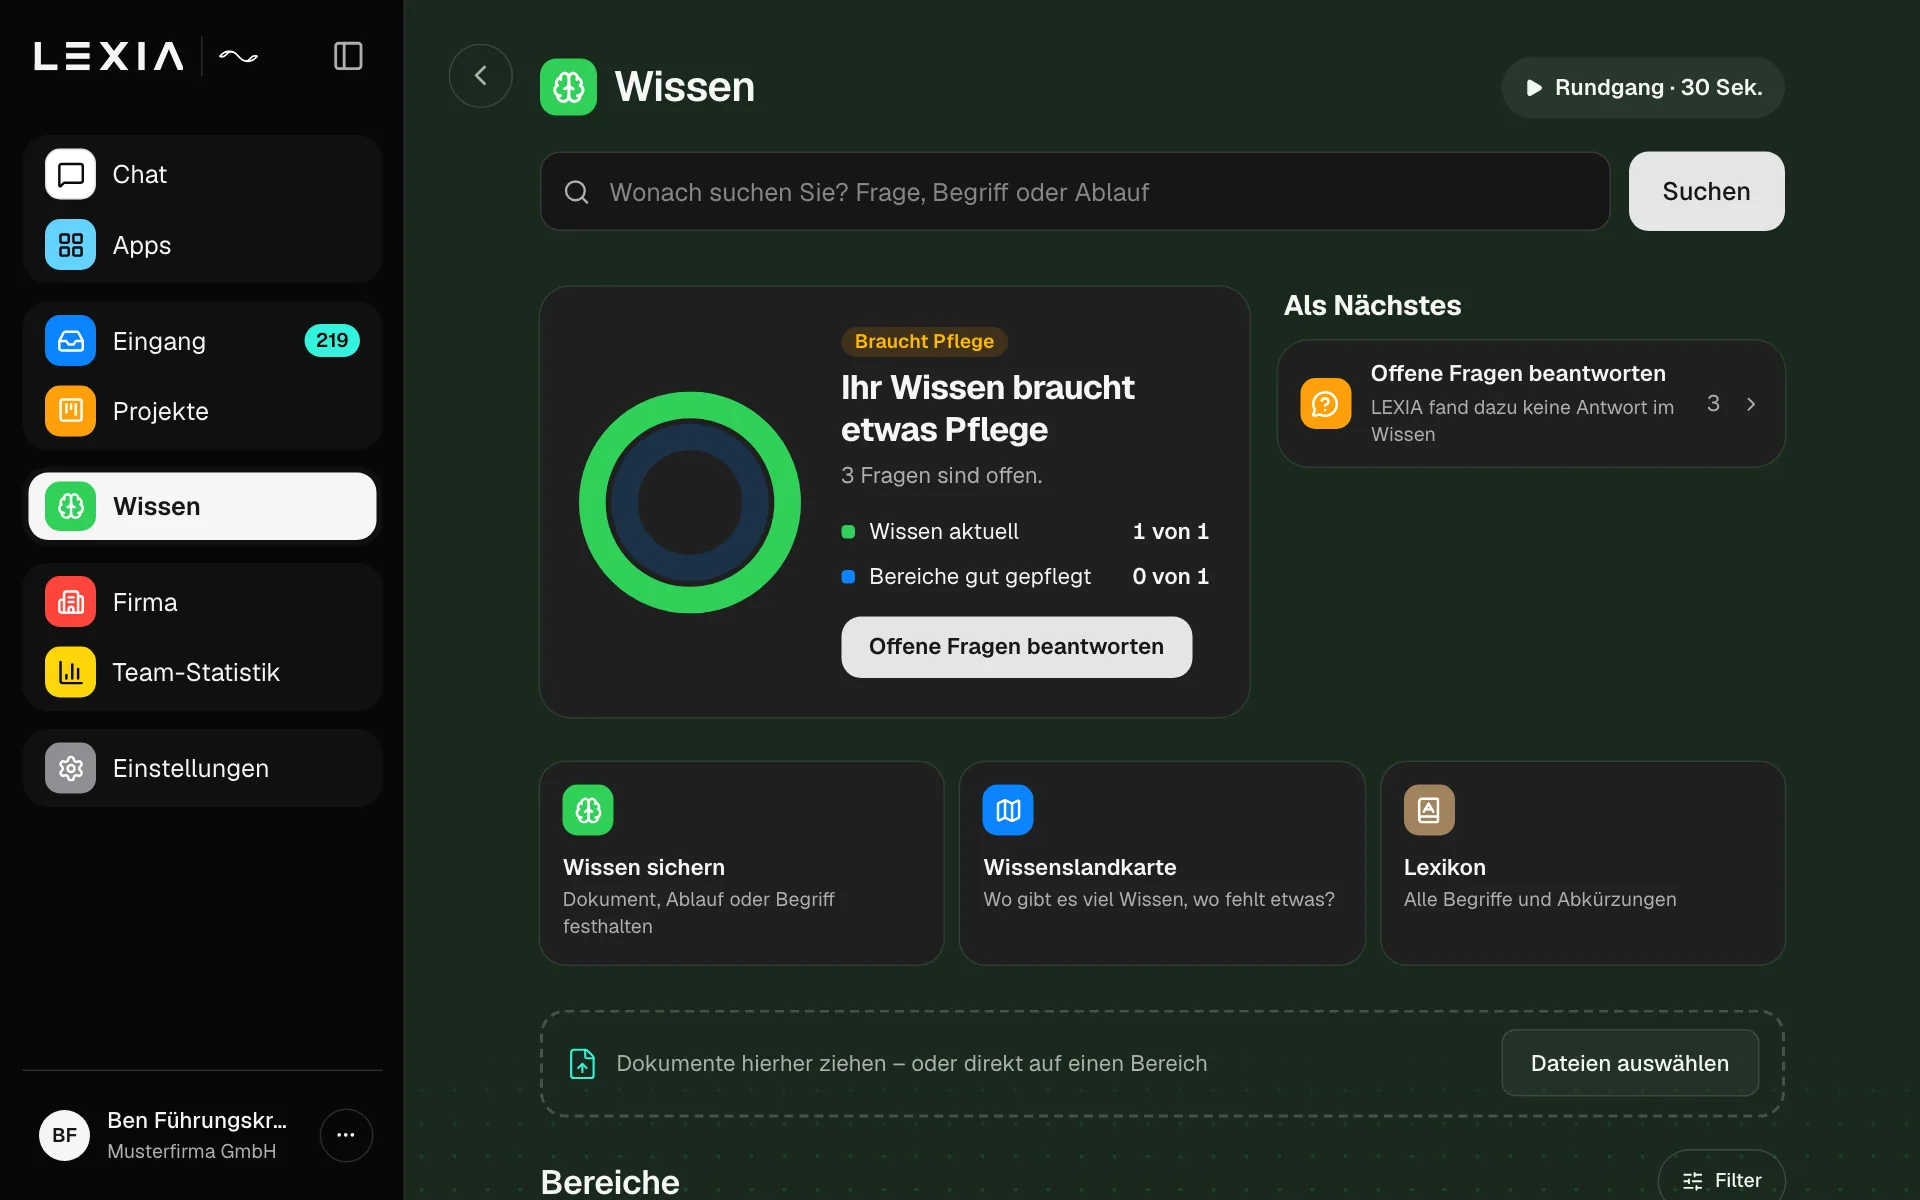 LEXIA
Chat
Apps
Eingang
219
Projekte
Wissen
Firma
Team-Statistik
Einstellungen
BF
Ben Führungskr...
Musterfirma GmbH
Wissen
Rundgang · 30 Sek.
Wonach suchen Sie? Frage, Begriff oder Ablauf
Suchen
Braucht Pflege
Ihr Wissen braucht
etwas Pflege
3 Fragen sind offen.
Wissen aktuell 1 von 1
Bereiche gut gepflegt 0 von 1
Offene Fragen beantworten
Als Nächstes
Offene Fragen beantworten
LEXIA fand dazu keine Antwort im
Wissen
3
Wissen sichern
Dokument, Ablauf oder Begriff
festhalten
Wissenslandkarte
Wo gibt es viel Wissen, wo fehlt etwas?
Lexikon
Alle Begriffe und Abkürzungen
Dokumente hierher ziehen – oder direkt auf einen Bereich
Dateien auswählen
Bereiche
Filter